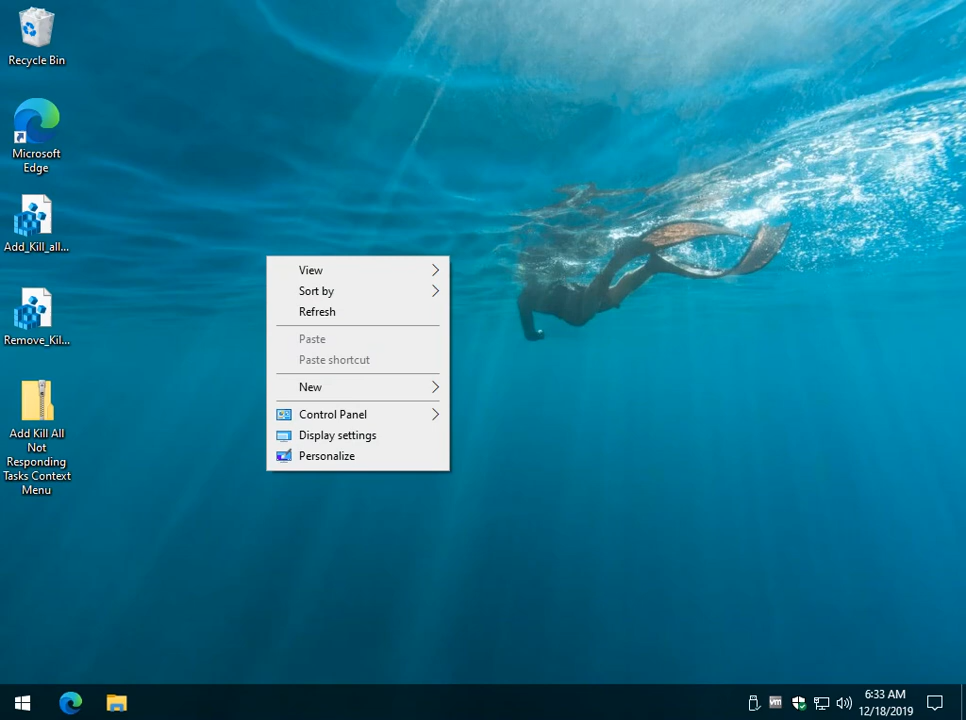 Recycle Bin
Microsoft
Edge
Add_Kill_all...
Remove_Kil...
Add Kill All
Not
Responding
Tasks Context
Menu
View
Sort by
Refresh
Paste
Paste shortcut
New
Control Panel
Display settings
Personalize
vm
6:33 AM
12/18/2019